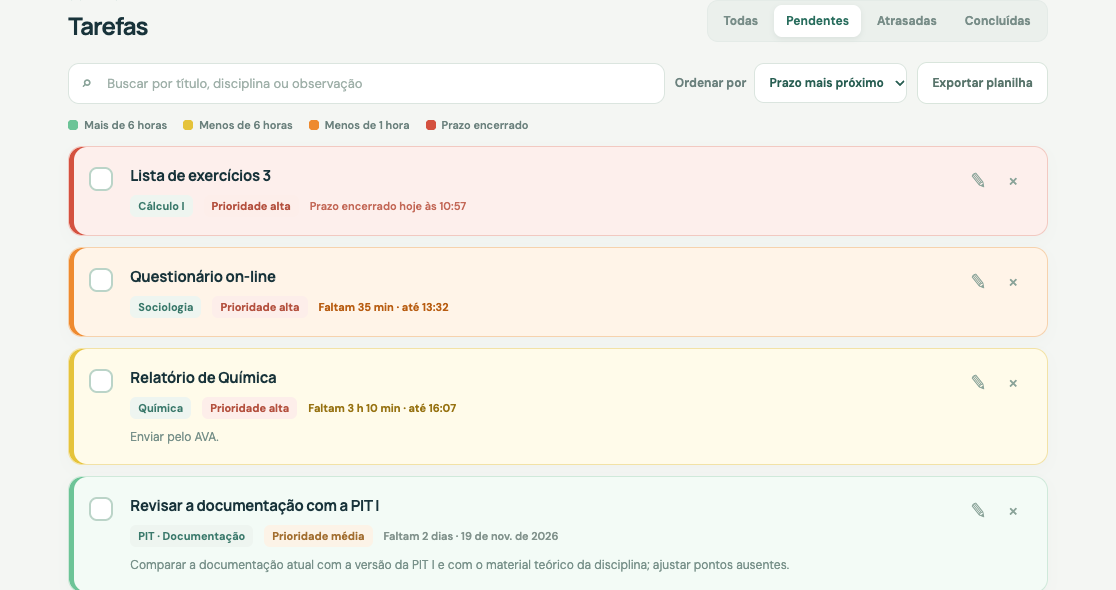 Tarefas
Todas Pendentes Atrasadas Concluídas
Buscar por título, disciplina ou observação Ordenar por Prazo mais próximo Exportar planilha
Mais de 6 horas Menos de 6 horas Menos de 1 hora Prazo encerrado
Lista de exercícios 3
Cálculo I Prioridade alta Prazo encerrado hoje às 10:57
Questionário on-line
Sociologia Prioridade alta Faltam 35 min · até 13:32
Relatório de Química
Química Prioridade alta Faltam 3 h 10 min · até 16:07
Enviar pelo AVA.
Revisar a documentação com a PIT I
PIT · Documentação Prioridade média Faltam 2 dias · 19 de nov. de 2026
Comparar a documentação atual com a versão da PIT I e com o material teórico da disciplina; ajustar pontos ausentes.